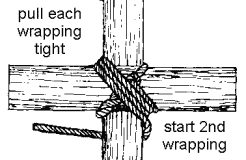 pull each
wrapping
tight
start 2nd
wrapping